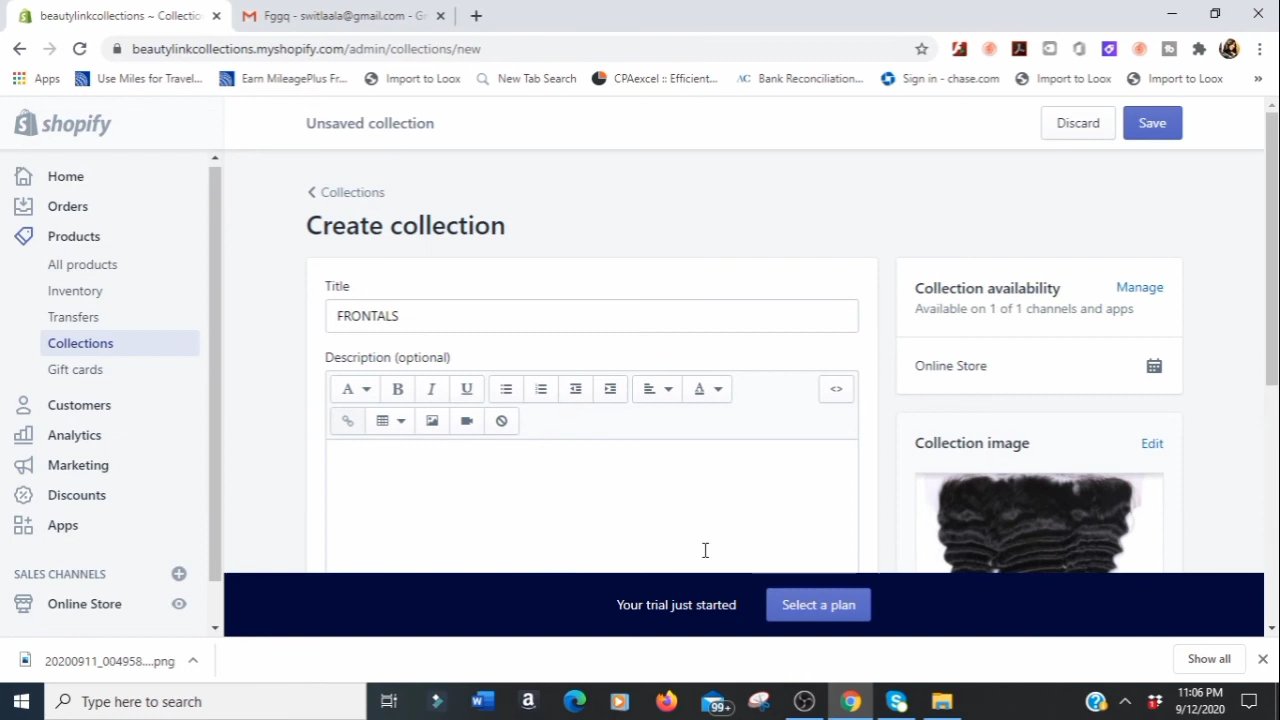 beautylinkcollections ~ Collectio
Fggq - switlaala@gmail.com - Gr
beautylinkcollections.myshopify.com/admin/collections/new
Apps
Use Miles for Travel...
Earn MileagePlus Fr...
Import to Loox
New Tab Search
CPAexcel :: Efficient...
AC Bank Reconciliation...
Sign in - chase.com
Import to Loox
Import to Loox
»
shopify
Unsaved collection
Discard
Save
Home
Orders
Products
All products
Inventory
Transfers
Collections
Gift cards
Customers
Analytics
Marketing
Discounts
Apps
SALES CHANNELS
Online Store
Collections
Create collection
Title
FRONTALS
Description (optional)
A B I U A <>
Collection availability
Manage
Available on 1 of 1 channels and apps
Online Store
Collection image
Edit
Your trial just started
Select a plan
20200911_004958....png
Show all
Type here to search
99+
11:06 PM
9/12/2020